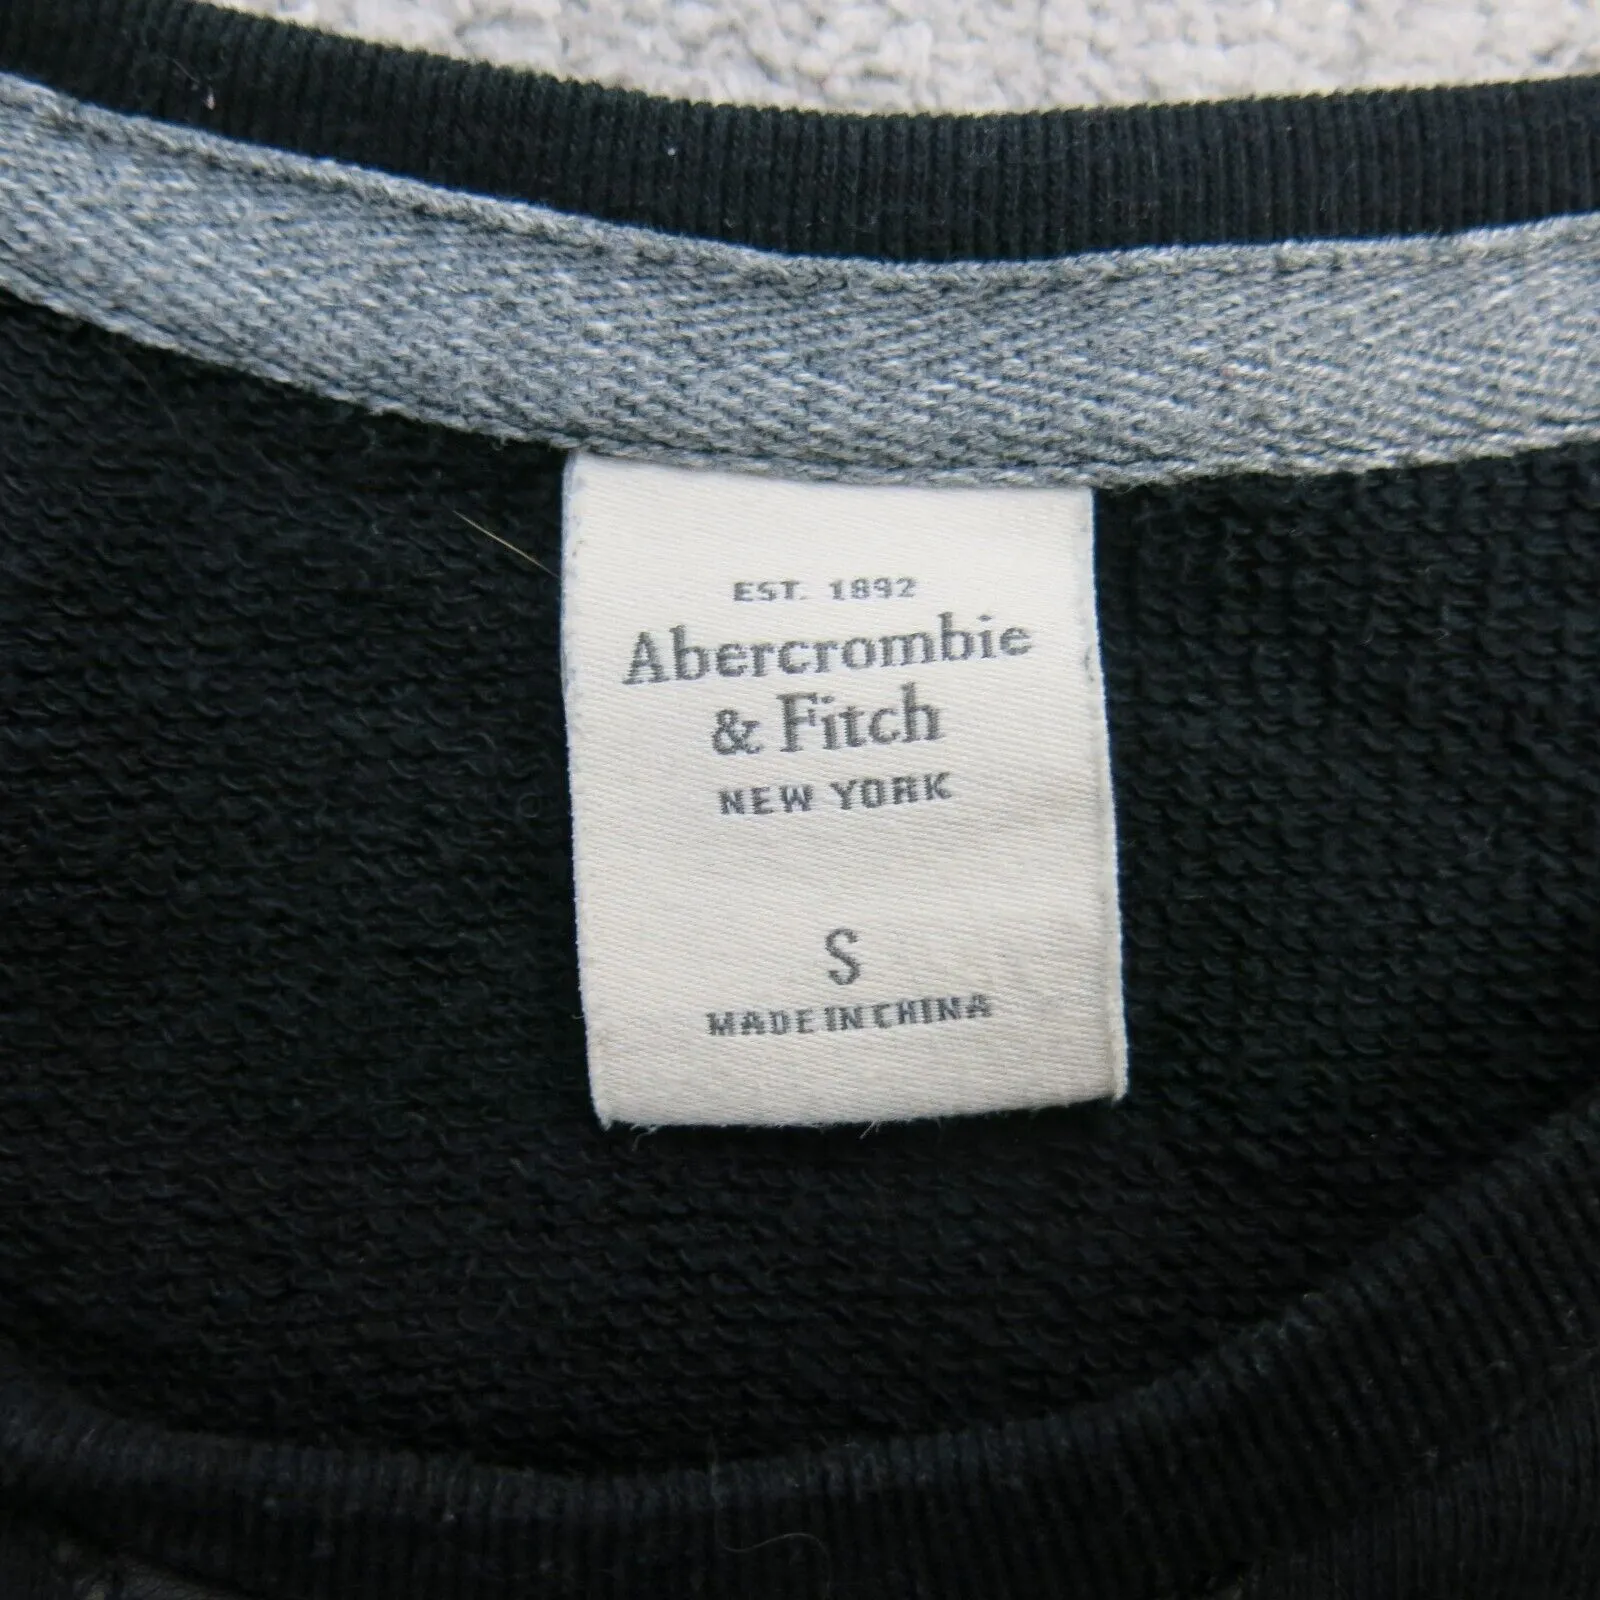 EST. 1892
Abercrombie
& Fitch
NEW YORK
S
MADE IN CHINA